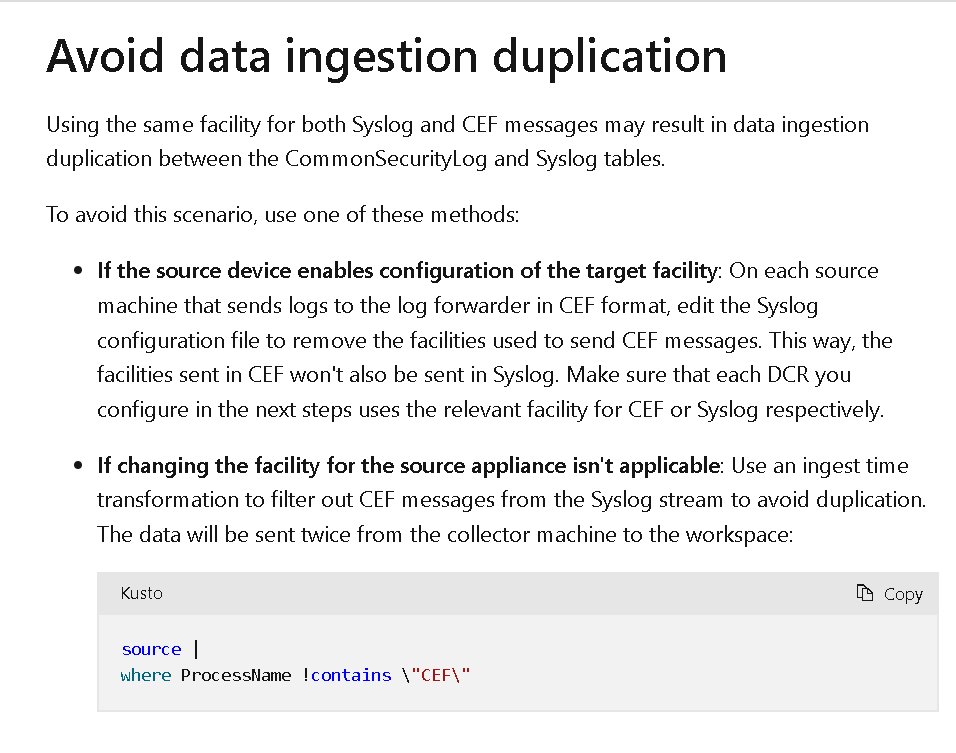 Avoid data ingestion duplication
Using the same facility for both Syslog and CEF messages may result in data ingestion
duplication between the CommonSecurityLog and Syslog tables.
To avoid this scenario, use one of these methods:
• If the source device enables configuration of the target facility: On each source
machine that sends logs to the log forwarder in CEF format, edit the Syslog
configuration file to remove the facilities used to send CEF messages. This way, the
facilities sent in CEF won't also be sent in Syslog. Make sure that each DCR you
configure in the next steps uses the relevant facility for CEF or Syslog respectively.
• If changing the facility for the source appliance isn't applicable: Use an ingest time
transformation to filter out CEF messages from the Syslog stream to avoid duplication.
The data will be sent twice from the collector machine to the workspace:
Kusto Copy
source |
where ProcessName !contains \"CEF\"